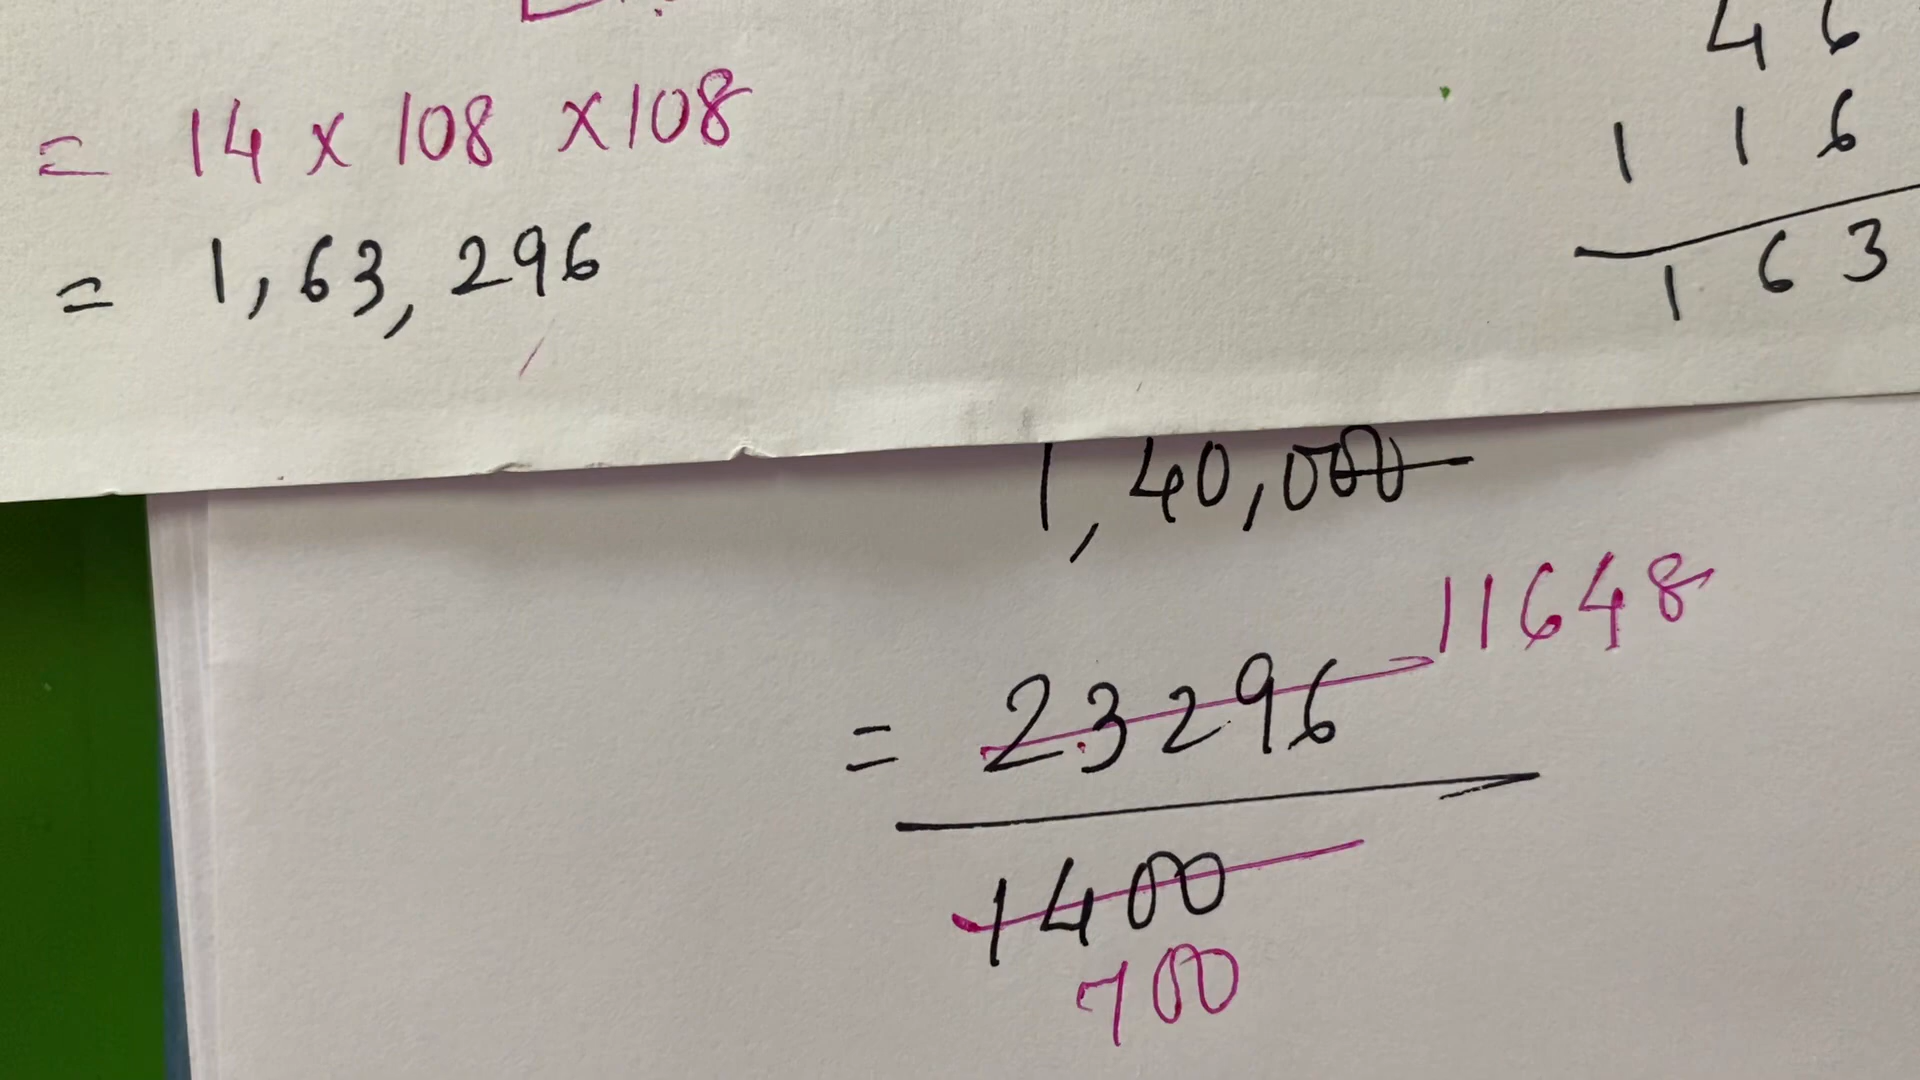 = 14 x 108 x 108
= 1,63,296
4 6
1 1 6
1 6 3
1,40,000
11648
= 23296
1400
700